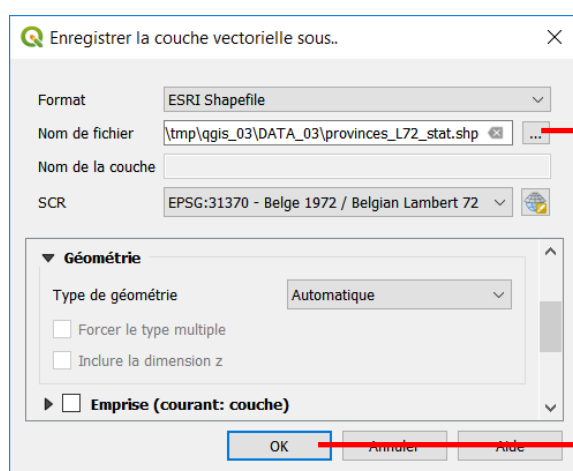 Enregistrer la couche vectorielle sous..
Format ESRI Shapefile
Nom de fichier \tmp\qgis_03\DATA_03\provinces_L72_stat.shp ...
Nom de la couche
SCR EPSG:31370 - Belge 1972 / Belgian Lambert 72
Géométrie
Type de géométrie Automatique
Forcer le type multiple
Inclure la dimension z
Emprise (courant: couche)
OK Annuler Aide